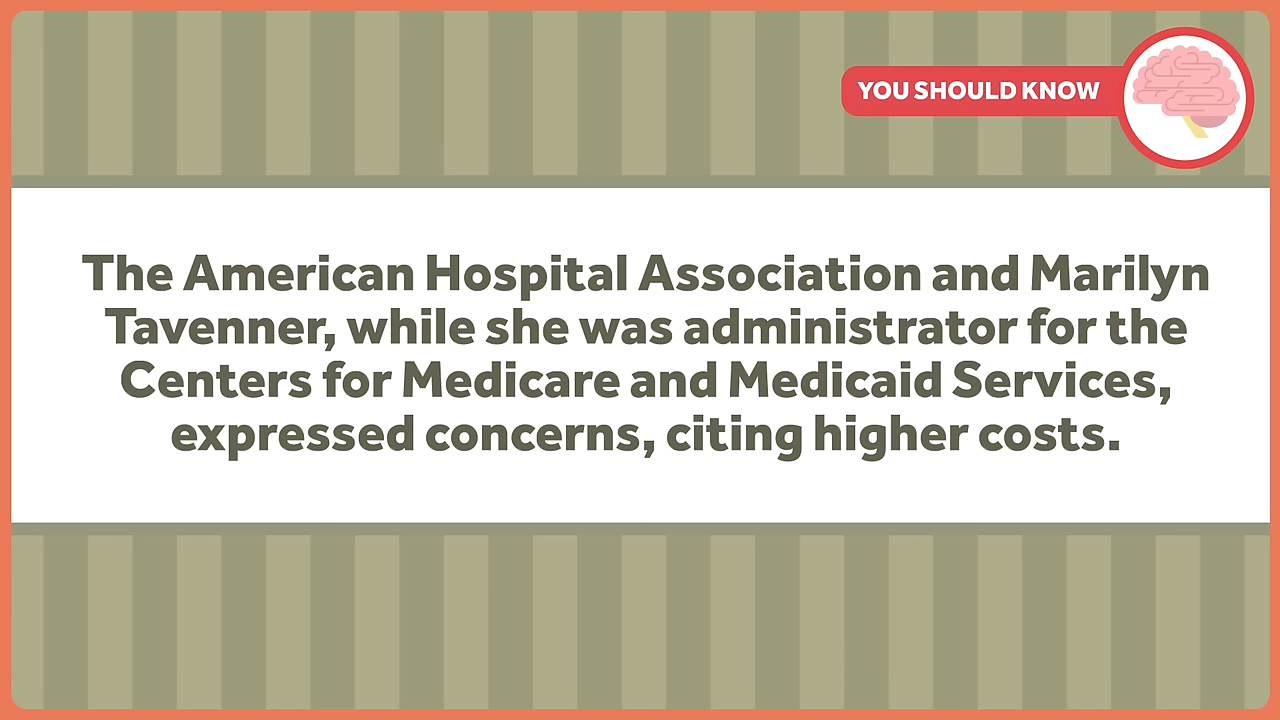 YOU SHOULD KNOW
The American Hospital Association and Marilyn
Tavenner, while she was administrator for the
Centers for Medicare and Medicaid Services,
expressed concerns, citing higher costs.